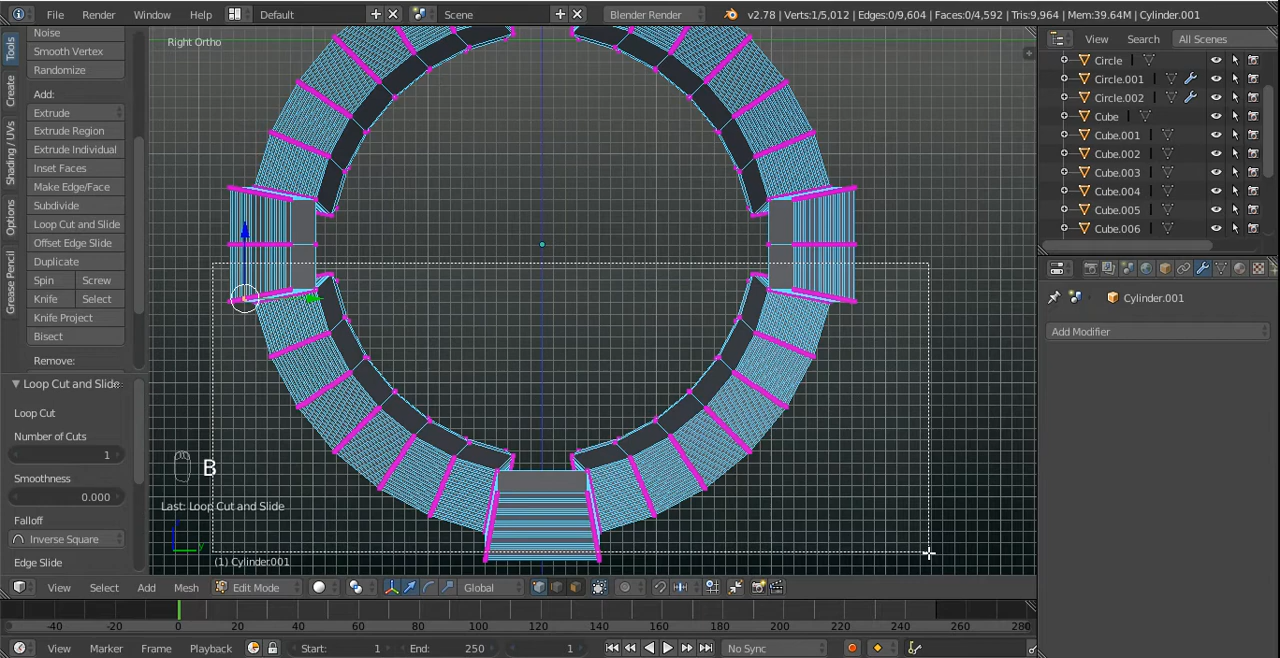 File Render Window Help Default Scene Blender Render v2.78 | Verts:1/5,012 | Edges:0/9,604 | Faces:0/4,592 | Tris:9,964 | Mem:39.64M | Cylinder.001
Tools
Create
Shading / UVs
Options
Grease Pencil
Noise
Smooth Vertex
Randomize
Add:
Extrude
Extrude Region
Extrude Individual
Inset Faces
Make Edge/Face
Subdivide
Loop Cut and Slide
Offset Edge Slide
Duplicate
Spin Screw
Knife Select
Knife Project
Bisect
Remove:
Loop Cut and Slide
Loop Cut
Number of Cuts
1
Smoothness
0.000
Falloff
Inverse Square
Edge Slide
Right Ortho
B
Last: Loop Cut and Slide
y
(1) Cylinder.001
View Select Add Mesh Edit Mode Global
-40 -20 0 20 40 60 80 100 120 140 160 180 200 220 240 260 280
View Marker Frame Playback Start: 1 End: 250 1 No Sync
View Search All Scenes
Circle
Circle.001
Circle.002
Cube
Cube.001
Cube.002
Cube.003
Cube.004
Cube.005
Cube.006
Cylinder.001
Add Modifier